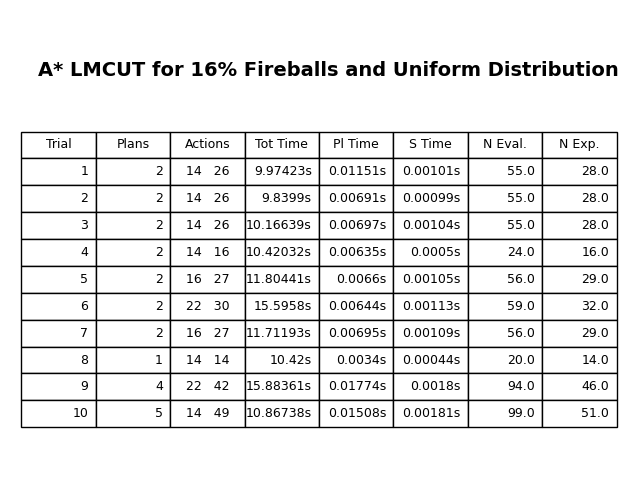 A* LMCUT for 16% Fireballs and Uniform Distribution
Trial Plans Actions Tot Time Pl Time S Time N Eval. N Exp.
1 2 14 26 9.97423s 0.01151s 0.00101s 55.0 28.0
2 2 14 26 9.8399s 0.00691s 0.00099s 55.0 28.0
3 2 14 26 10.16639s 0.00697s 0.00104s 55.0 28.0
4 2 14 16 10.42032s 0.00635s 0.0005s 24.0 16.0
5 2 16 27 11.80441s 0.0066s 0.00105s 56.0 29.0
6 2 22 30 15.5958s 0.00644s 0.00113s 59.0 32.0
7 2 16 27 11.71193s 0.00695s 0.00109s 56.0 29.0
8 1 14 14 10.42s 0.0034s 0.00044s 20.0 14.0
9 4 22 42 15.88361s 0.01774s 0.0018s 94.0 46.0
10 5 14 49 10.86738s 0.01508s 0.00181s 99.0 51.0